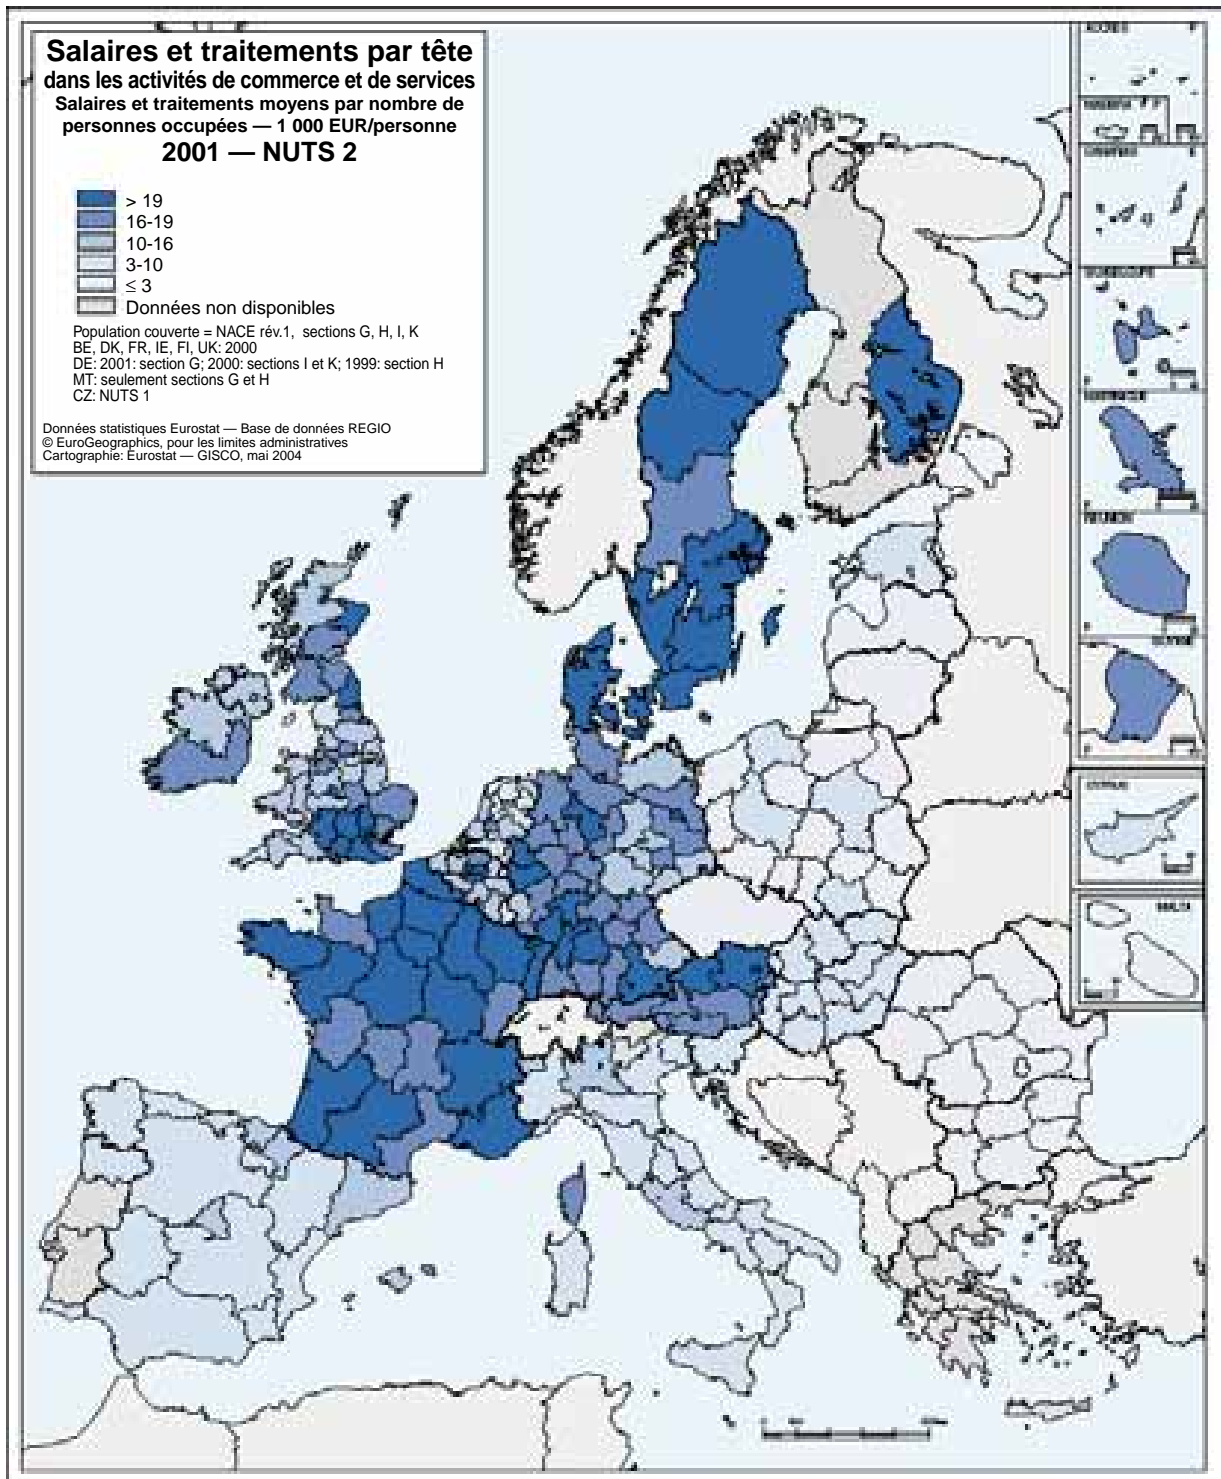 Salaires et traitements par tête
dans les activités de commerce et de services
Salaires et traitements moyens par nombre de
personnes occupées — 1 000 EUR/personne
2001 — NUTS 2
> 19
16-19
10-16
3-10
≤ 3
Données non disponibles
Population couverte = NACE rév.1, sections G, H, I, K
BE, DK, FR, IE, FI, UK: 2000
DE: 2001: section G; 2000: sections I et K; 1999: section H
MT: seulement sections G et H
CZ: NUTS 1
Données statistiques Eurostat — Base de données REGIO
© EuroGeographics, pour les limites administratives
Cartographie: Eurostat — GISCO, mai 2004
GUADELOUPE
REUNION
CYPRUS
MALTA